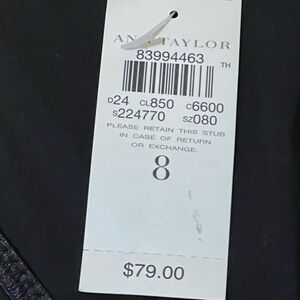 ANN TAYLOR
83994463 TH
D24 CL850 C6600
S224770 SZ080
PLEASE RETAIN THIS STUB
IN CASE OF RETURN
OR EXCHANGE.
8
$79.00